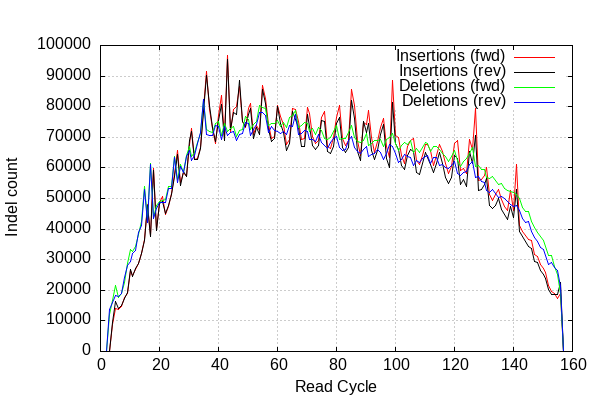 Indel count
100000
90000
80000
70000
60000
50000
40000
30000
20000
10000
0
Insertions (fwd)
Insertions (rev)
Deletions (fwd)
Deletions (rev)
0 20 40 60 80 100 120 140 160
Read Cycle